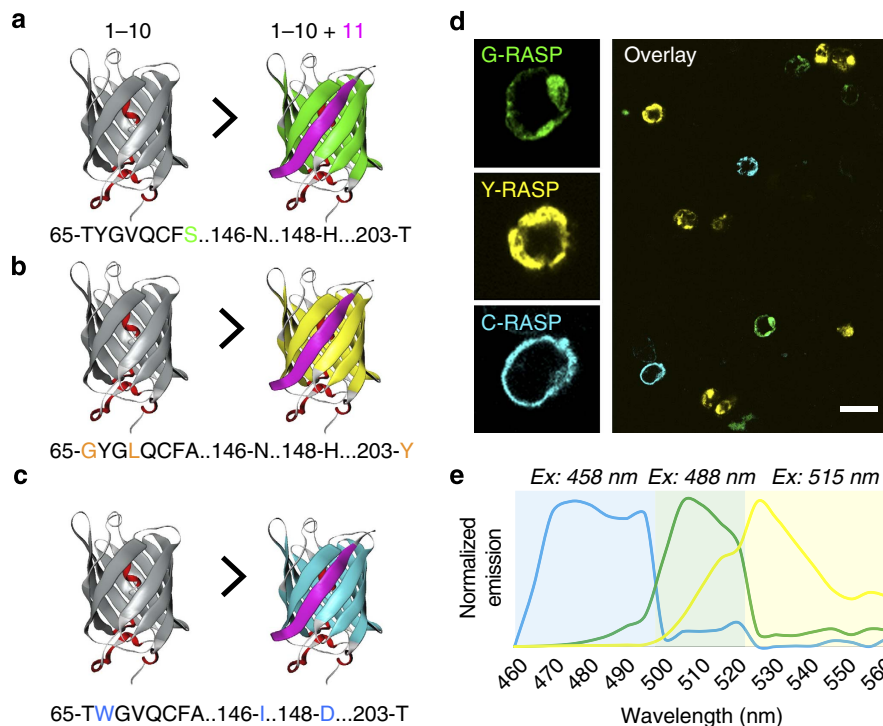 a
1–10
1–10 + 11
65-TYGVQCFS..146-N..148-H...203-T
b
65-GYGLQCFA..146-N..148-H...203-Y
c
65-TWGVQCFA..146-I..148-D...203-T
d
G-RASP
Y-RASP
C-RASP
Overlay
e
Ex: 458 nm
Ex: 488 nm
Ex: 515 nm
Normalized
emission
460
470
480
490
500
510
520
530
540
550
560
Wavelength (nm)